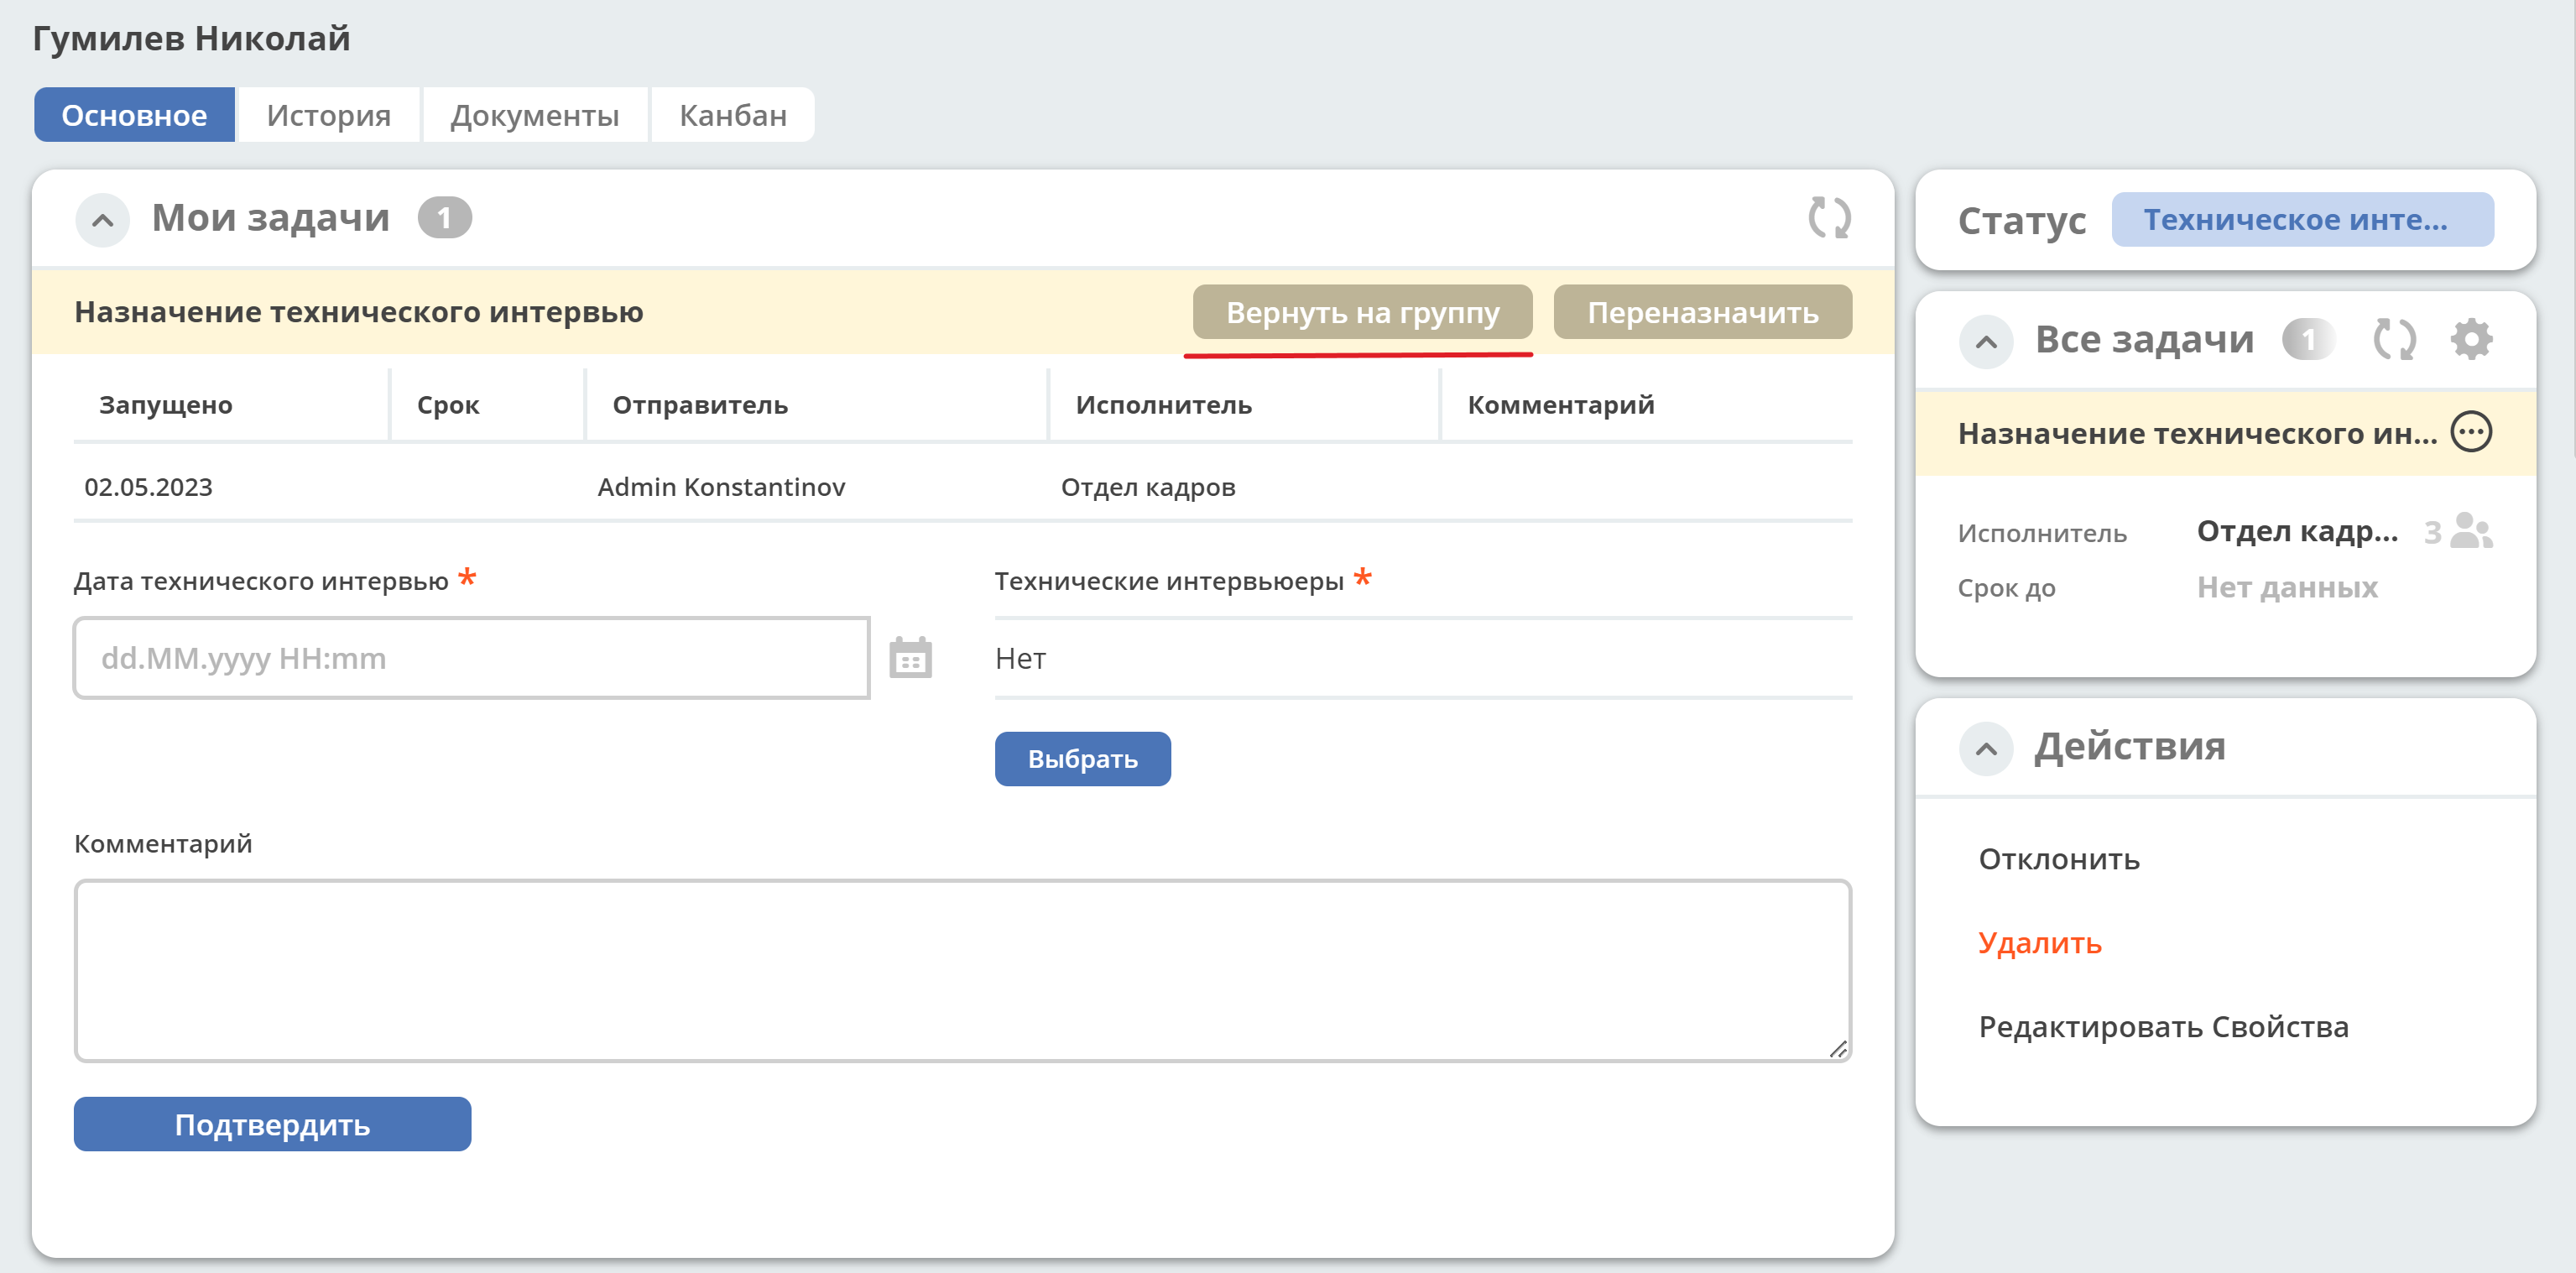 Гумилев Николай
Основное История Документы Канбан
Мои задачи 1
Назначение технического интервью Вернуть на группу Переназначить
Запущено Срок Отправитель Исполнитель Комментарий
02.05.2023 Admin Konstantinov Отдел кадров
Дата технического интервью * Технические интервьюеры *
dd.MM.yyyy HH:mm Нет
Выбрать
Комментарий
Подтвердить
Статус Техническое инте...
Все задачи 1
Назначение технического ин...
Исполнитель Отдел кадр... 3
Срок до Нет данных
Действия
Отклонить
Удалить
Редактировать Свойства